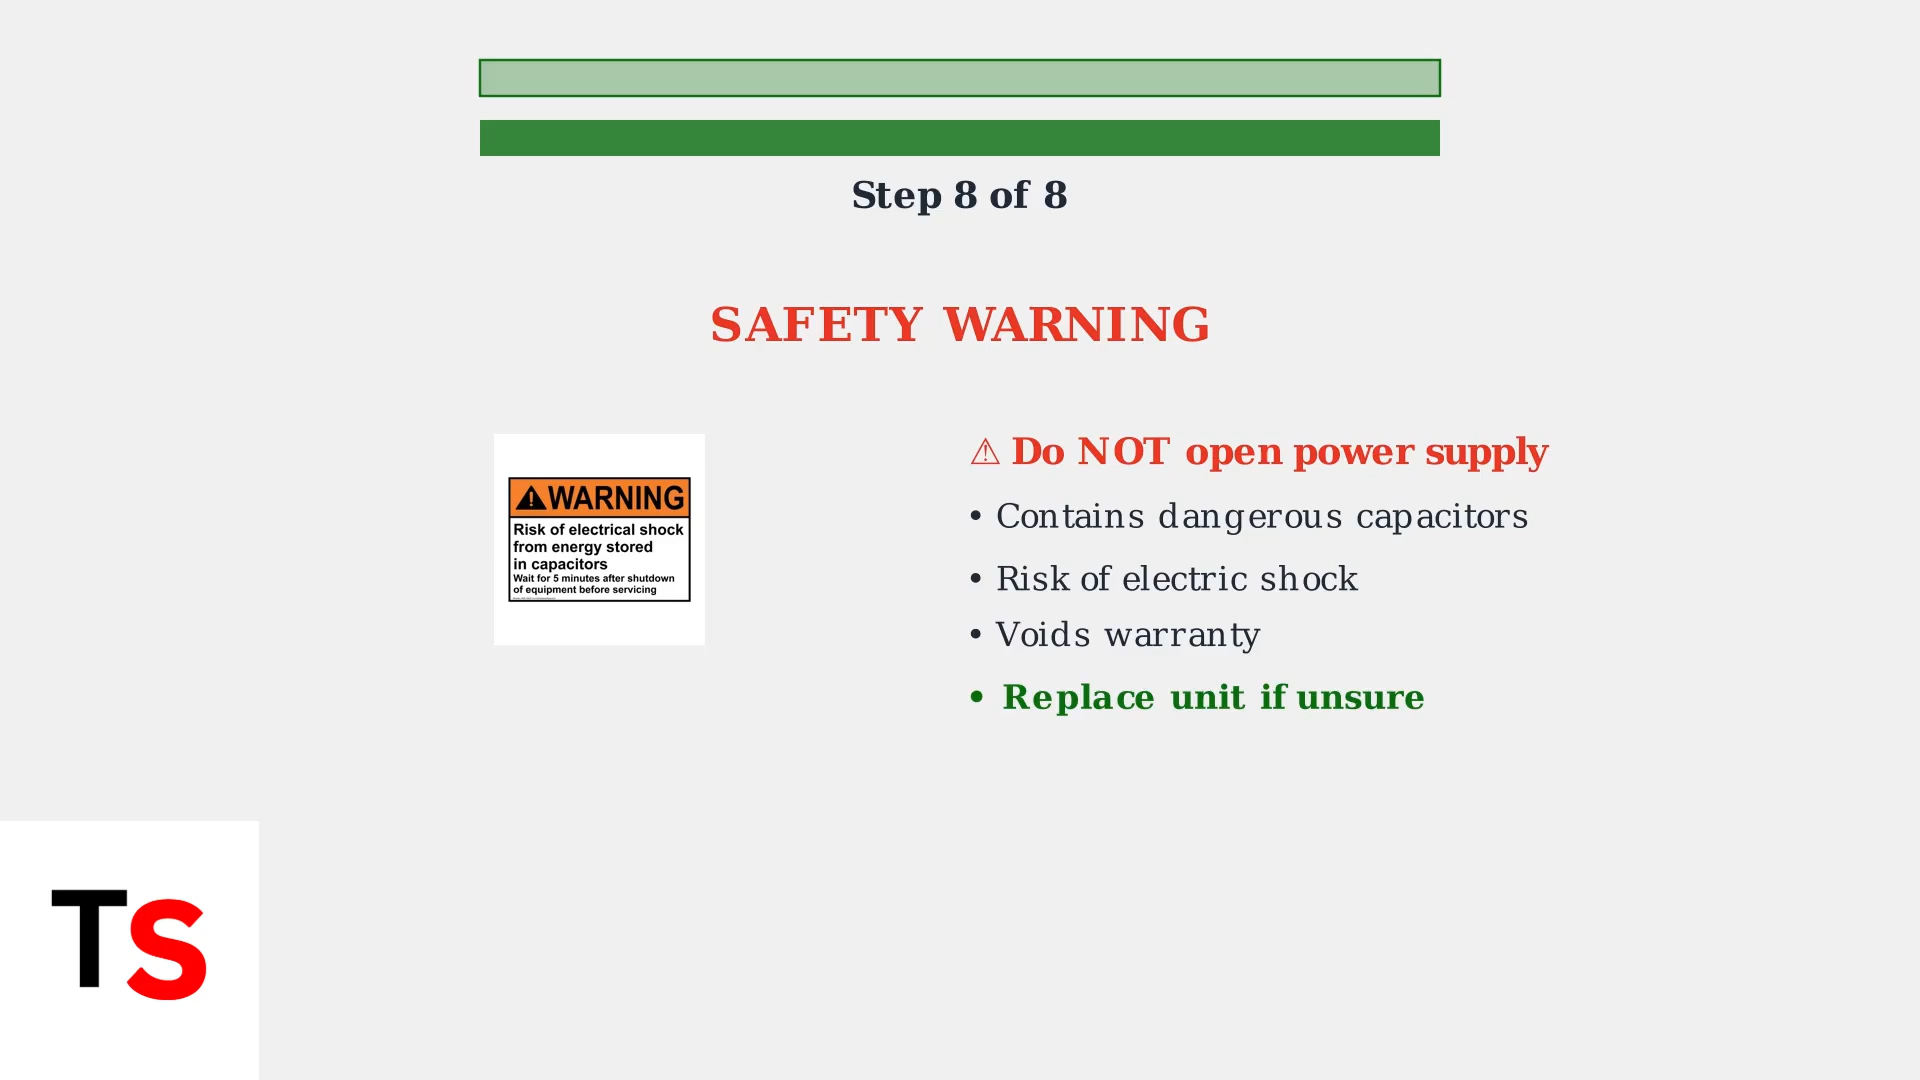 Step 8 of 8
SAFETY WARNING
⚠WARNING
Risk of electrical shock
from energy stored
in capacitors
Wait for 5 minutes after shutdown
of equipment before servicing
⚠ Do NOT open power supply
• Contains dangerous capacitors
• Risk of electric shock
• Voids warranty
• Replace unit if unsure
TS